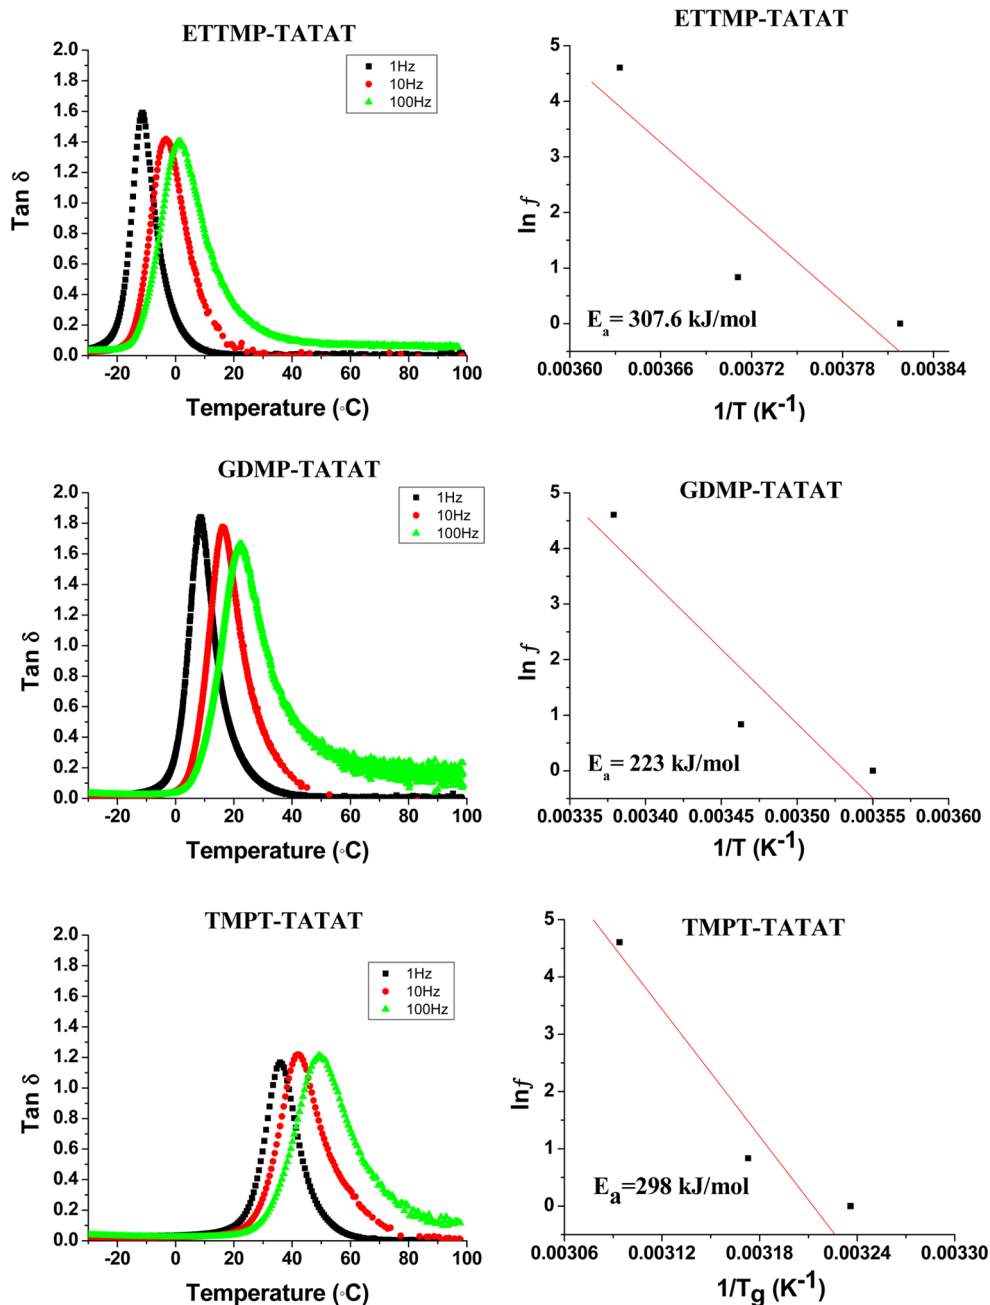 ETTMP-TATAT
2.0
1.8
1.6
1.4
1.2
1.0
0.8
0.6
0.4
0.2
0.0
Tan δ
1Hz
10Hz
100Hz
-20 0 20 40 60 80 100
Temperature (◦C)
ETTMP-TATAT
5
4
3
2
1
0
ln f
Ea= 307.6 kJ/mol
0.00360 0.00366 0.00372 0.00378 0.00384
1/T (K-1)
GDMP-TATAT
2.0
1.8
1.6
1.4
1.2
1.0
0.8
0.6
0.4
0.2
0.0
Tan δ
1Hz
10Hz
100Hz
-20 0 20 40 60 80 100
Temperature (◦C)
GDMP-TATAT
5
4
3
2
1
0
ln f
Ea= 223 kJ/mol
0.00335 0.00340 0.00345 0.00350 0.00355 0.00360
1/T (K-1)
TMPT-TATAT
2.0
1.8
1.6
1.4
1.2
1.0
0.8
0.6
0.4
0.2
0.0
Tan δ
1Hz
10Hz
100Hz
-20 0 20 40 60 80 100
Temperature (◦C)
TMPT-TATAT
5
4
3
2
1
0
ln f
Ea=298 kJ/mol
0.003060.003120.003180.003240.00330
1/Tg (K-1)